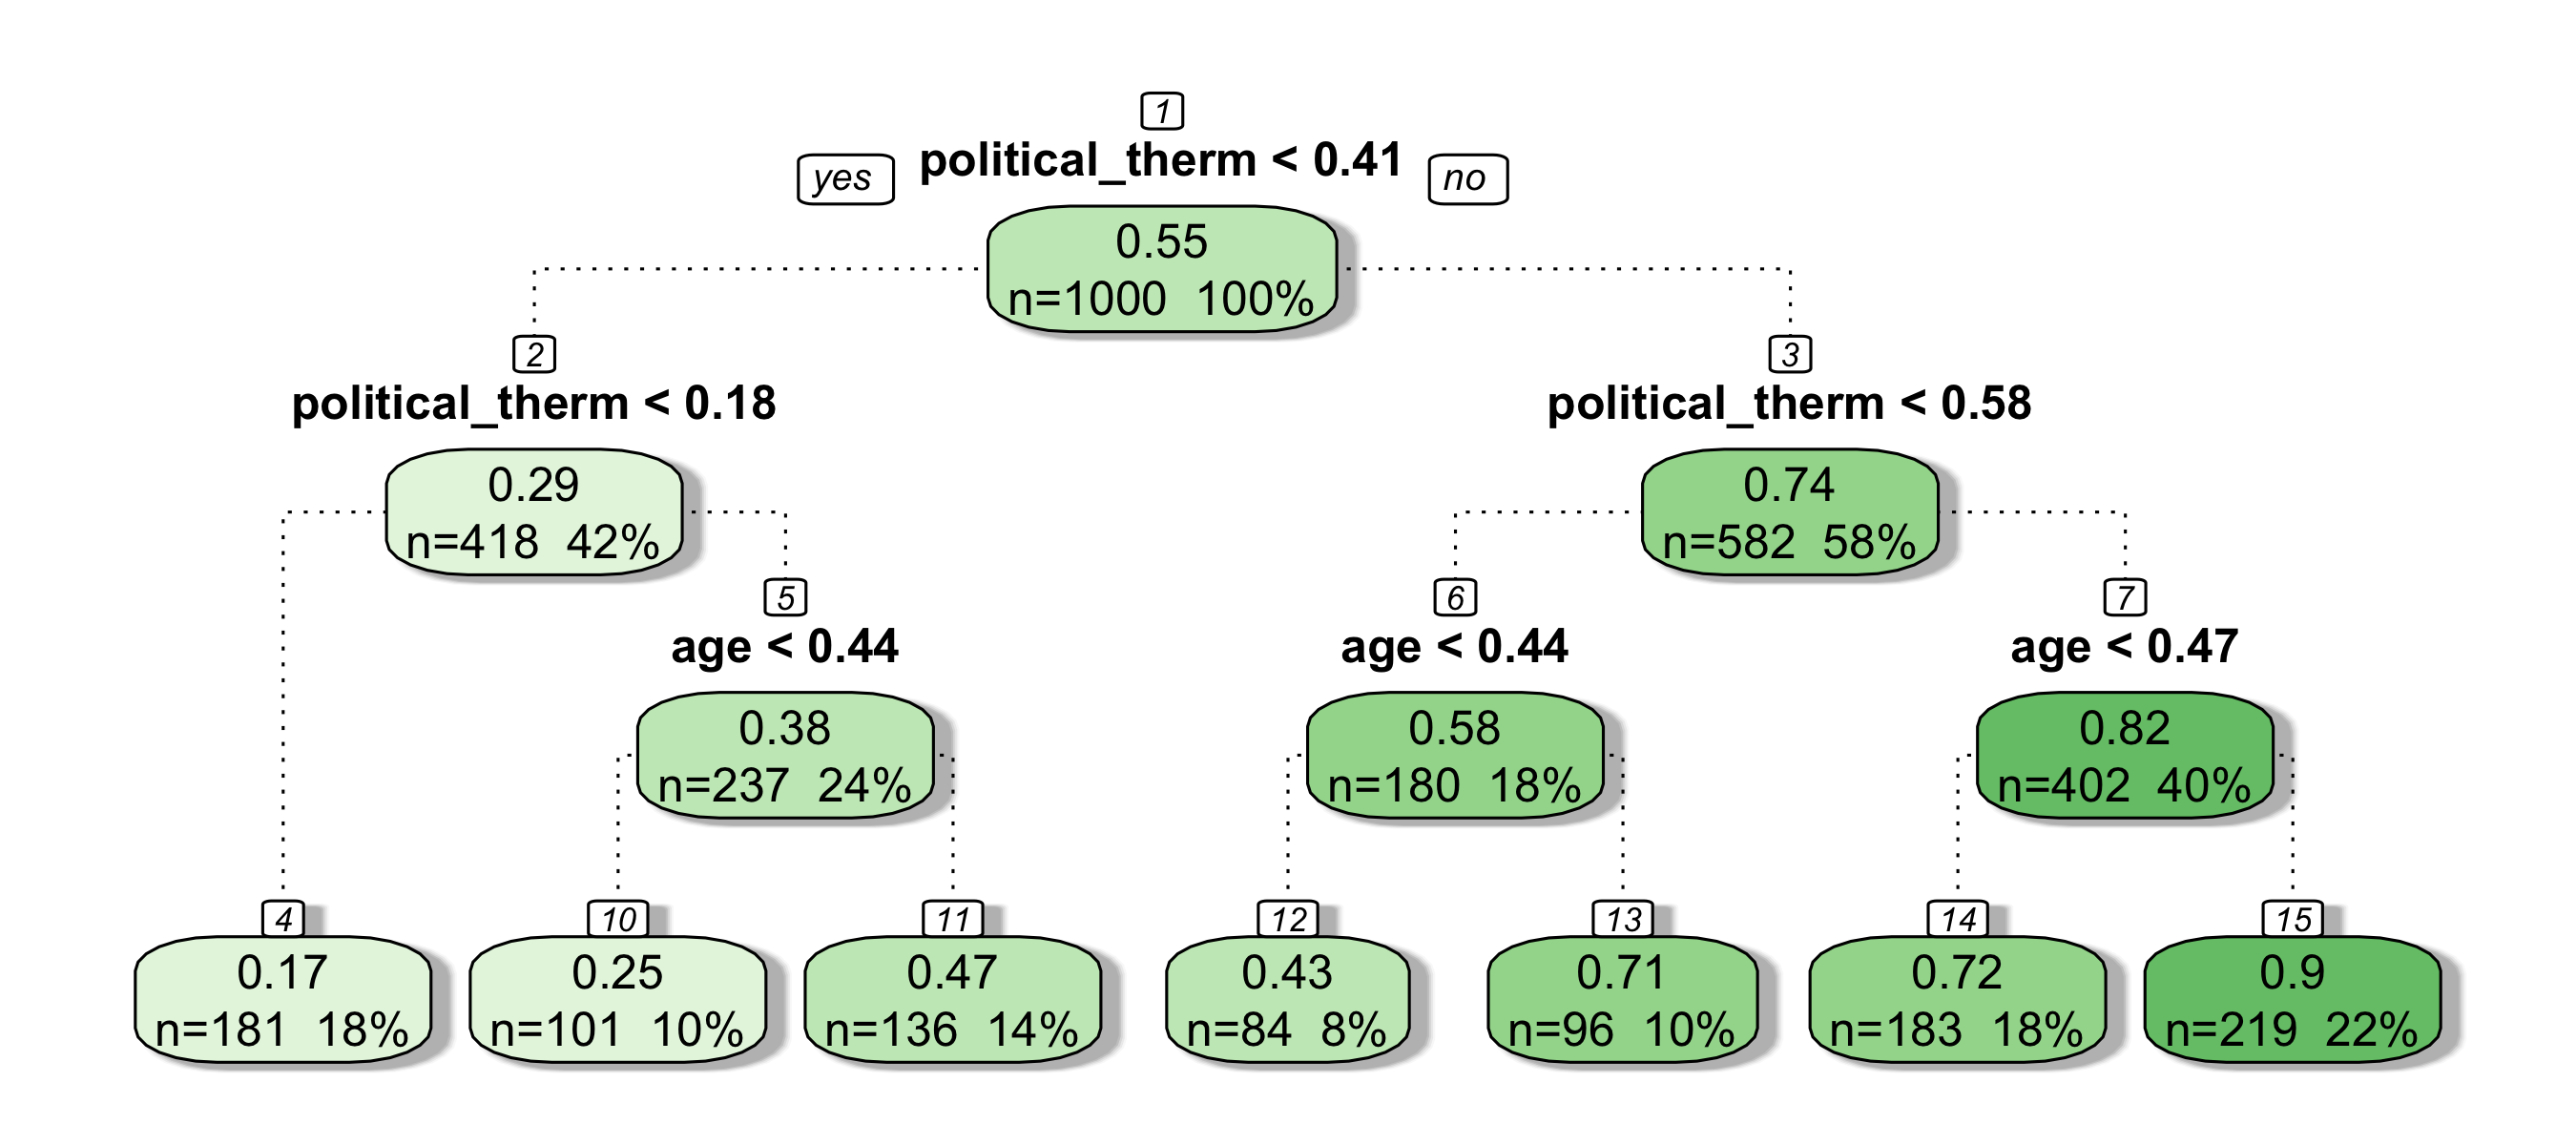 1
yes political_therm < 0.41 no
0.55
n=1000 100%
2
political_therm < 0.18
0.29
n=418 42%
3
political_therm < 0.58
0.74
n=582 58%
5
age < 0.44
0.38
n=237 24%
6
age < 0.44
0.58
n=180 18%
7
age < 0.47
0.82
n=402 40%
4
0.17
n=181 18%
10
0.25
n=101 10%
11
0.47
n=136 14%
12
0.43
n=84 8%
13
0.71
n=96 10%
14
0.72
n=183 18%
15
0.9
n=219 22%